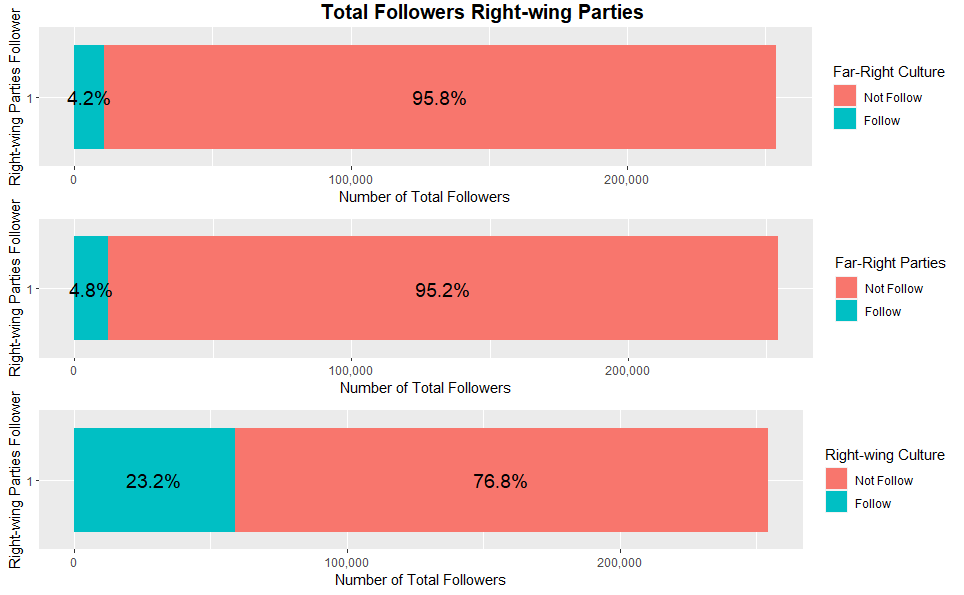 Total Followers Right-wing Parties
Right-wing Parties Follower
1
4.2%
95.8%
0
100,000
200,000
Number of Total Followers
Far-Right Culture
Not Follow
Follow
Right-wing Parties Follower
1
4.8%
95.2%
0
100,000
200,000
Number of Total Followers
Far-Right Parties
Not Follow
Follow
Right-wing Parties Follower
1
23.2%
76.8%
0
100,000
200,000
Number of Total Followers
Right-wing Culture
Not Follow
Follow